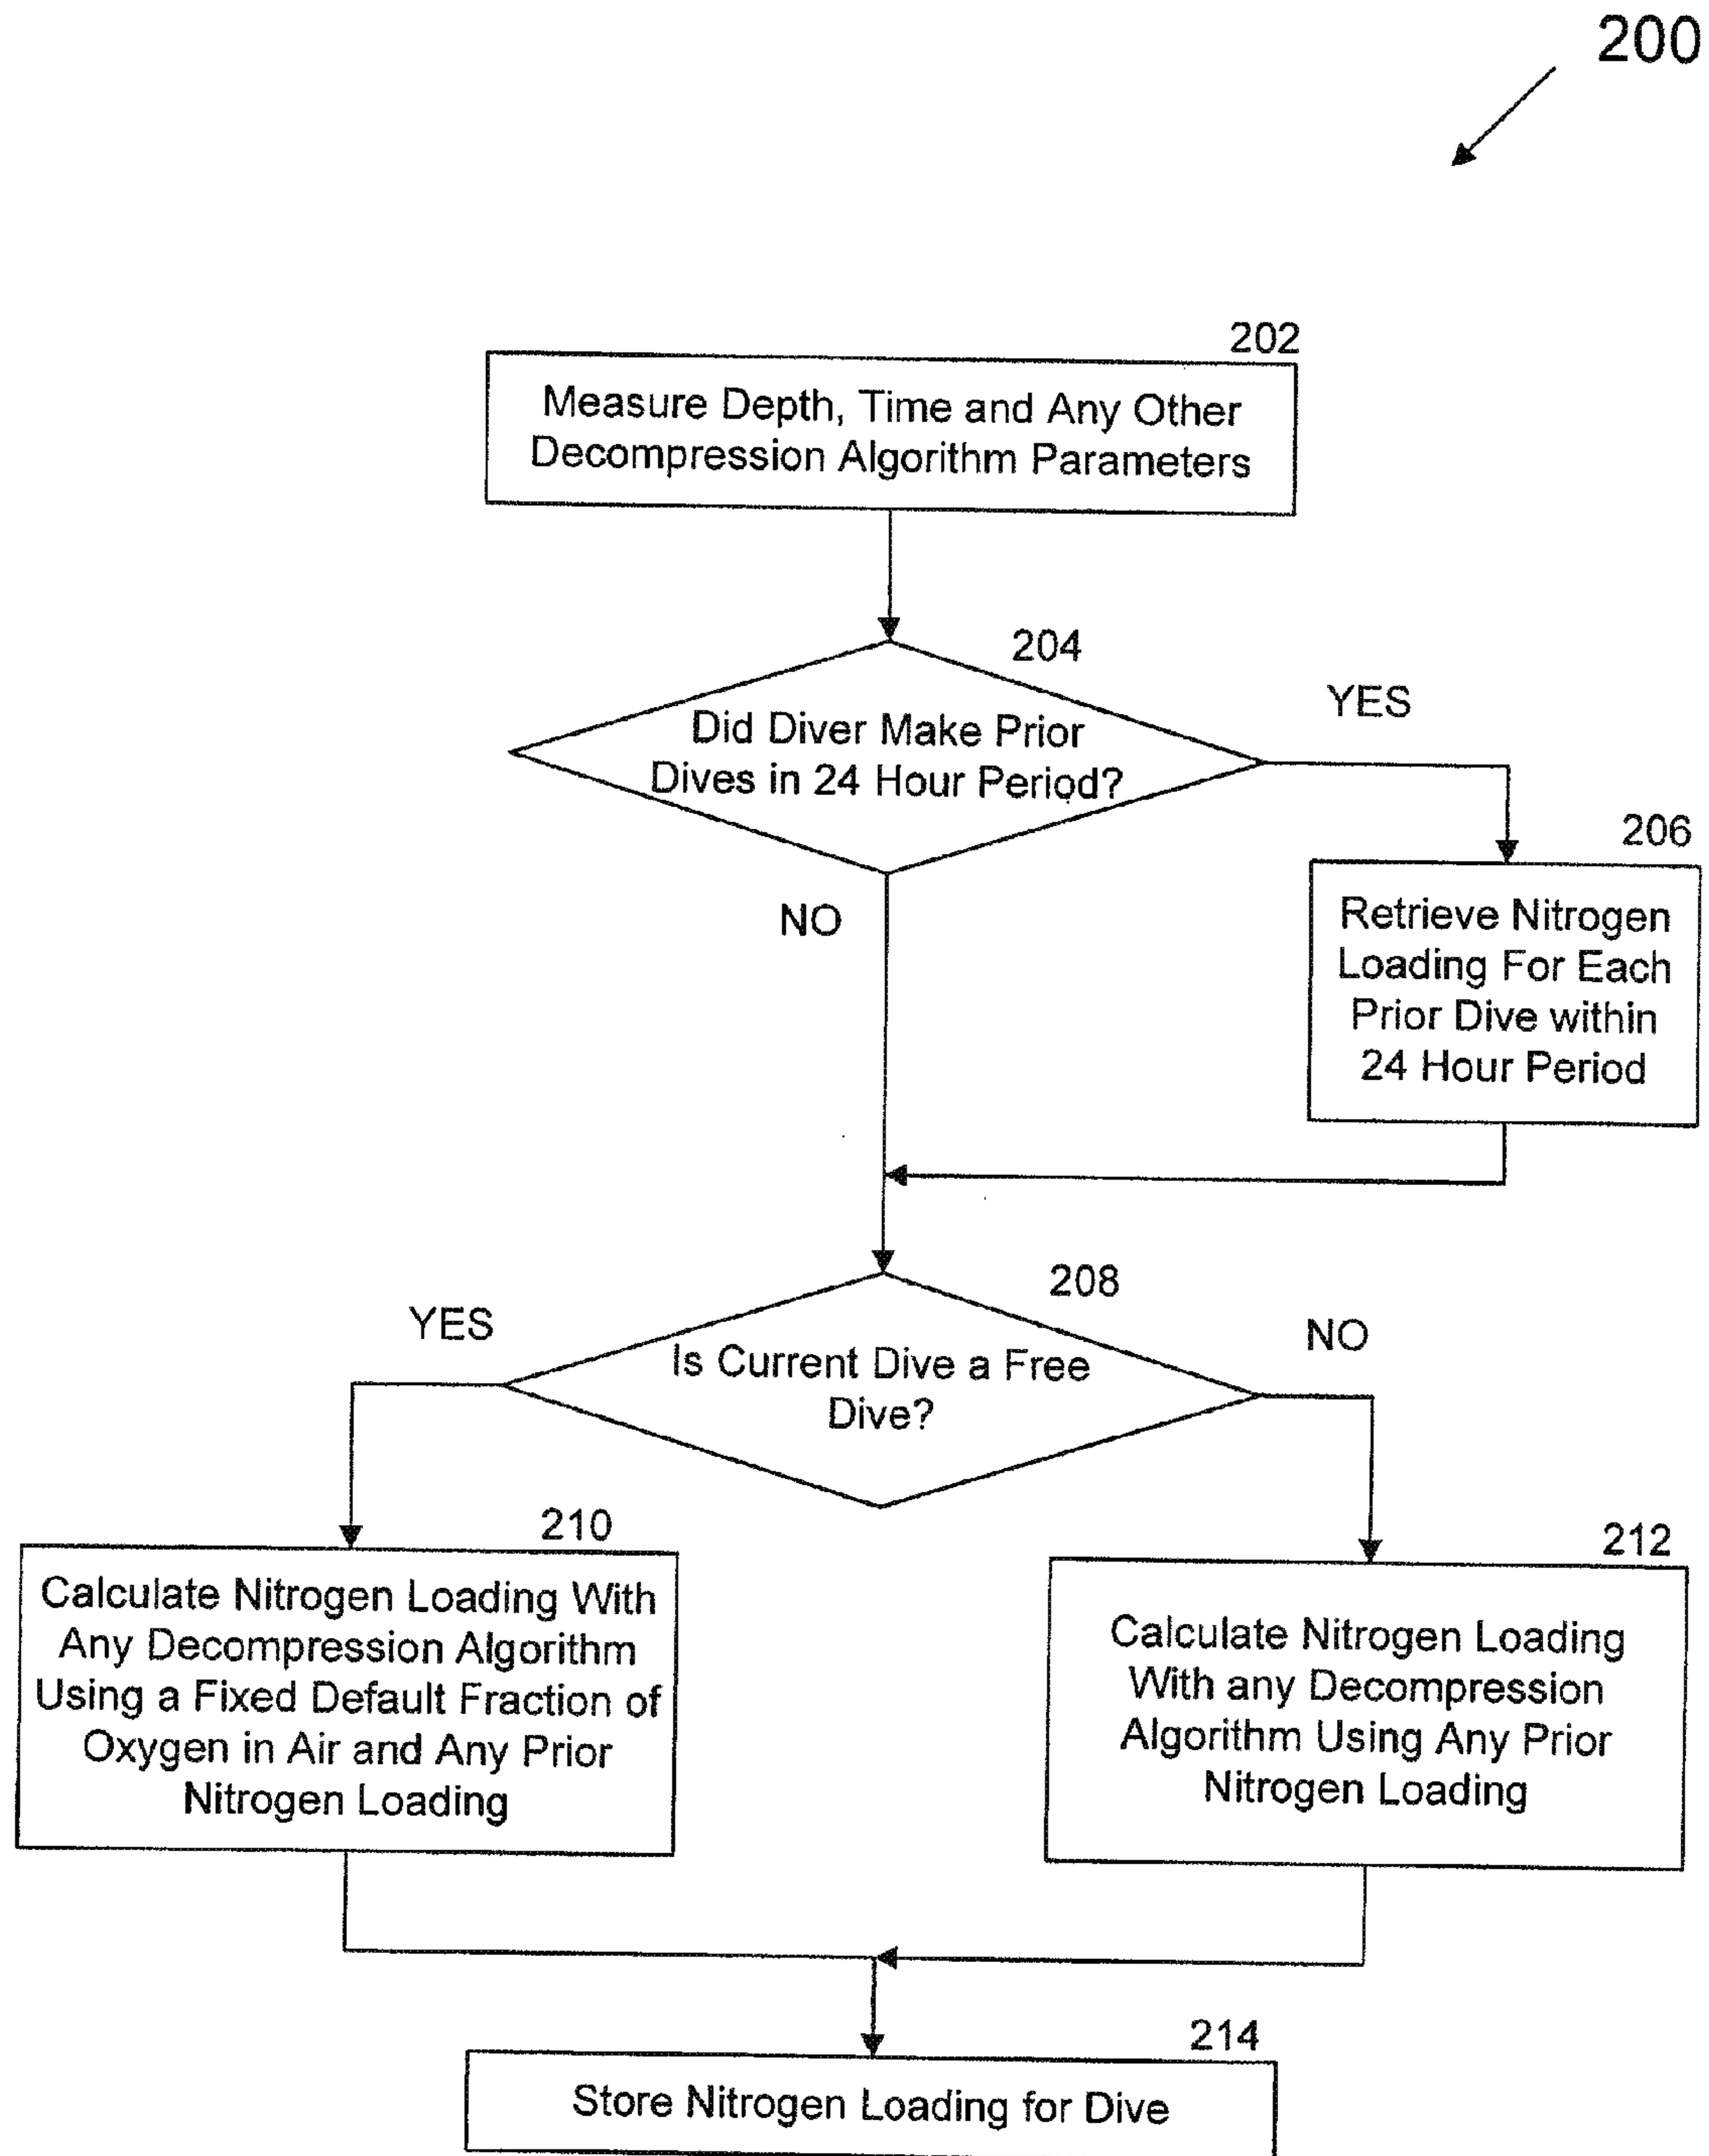 200
202
Measure Depth, Time and Any Other
Decompression Algorithm Parameters
204
YES
Did Diver Make Prior
Dives in 24 Hour Period?
206
NO
Retrieve Nitrogen
Loading For Each
Prior Dive within
24 Hour Period
208
YES
NO
Is Current Dive a Free
Dive?
210
212
Calculate Nitrogen Loading With
Any Decompression Algorithm
Using a Fixed Default Fraction of
Oxygen in Air and Any Prior
Nitrogen Loading
Calculate Nitrogen Loading
With any Decompression
Algorithm Using Any Prior
Nitrogen Loading
214
Store Nitrogen Loading for Dive